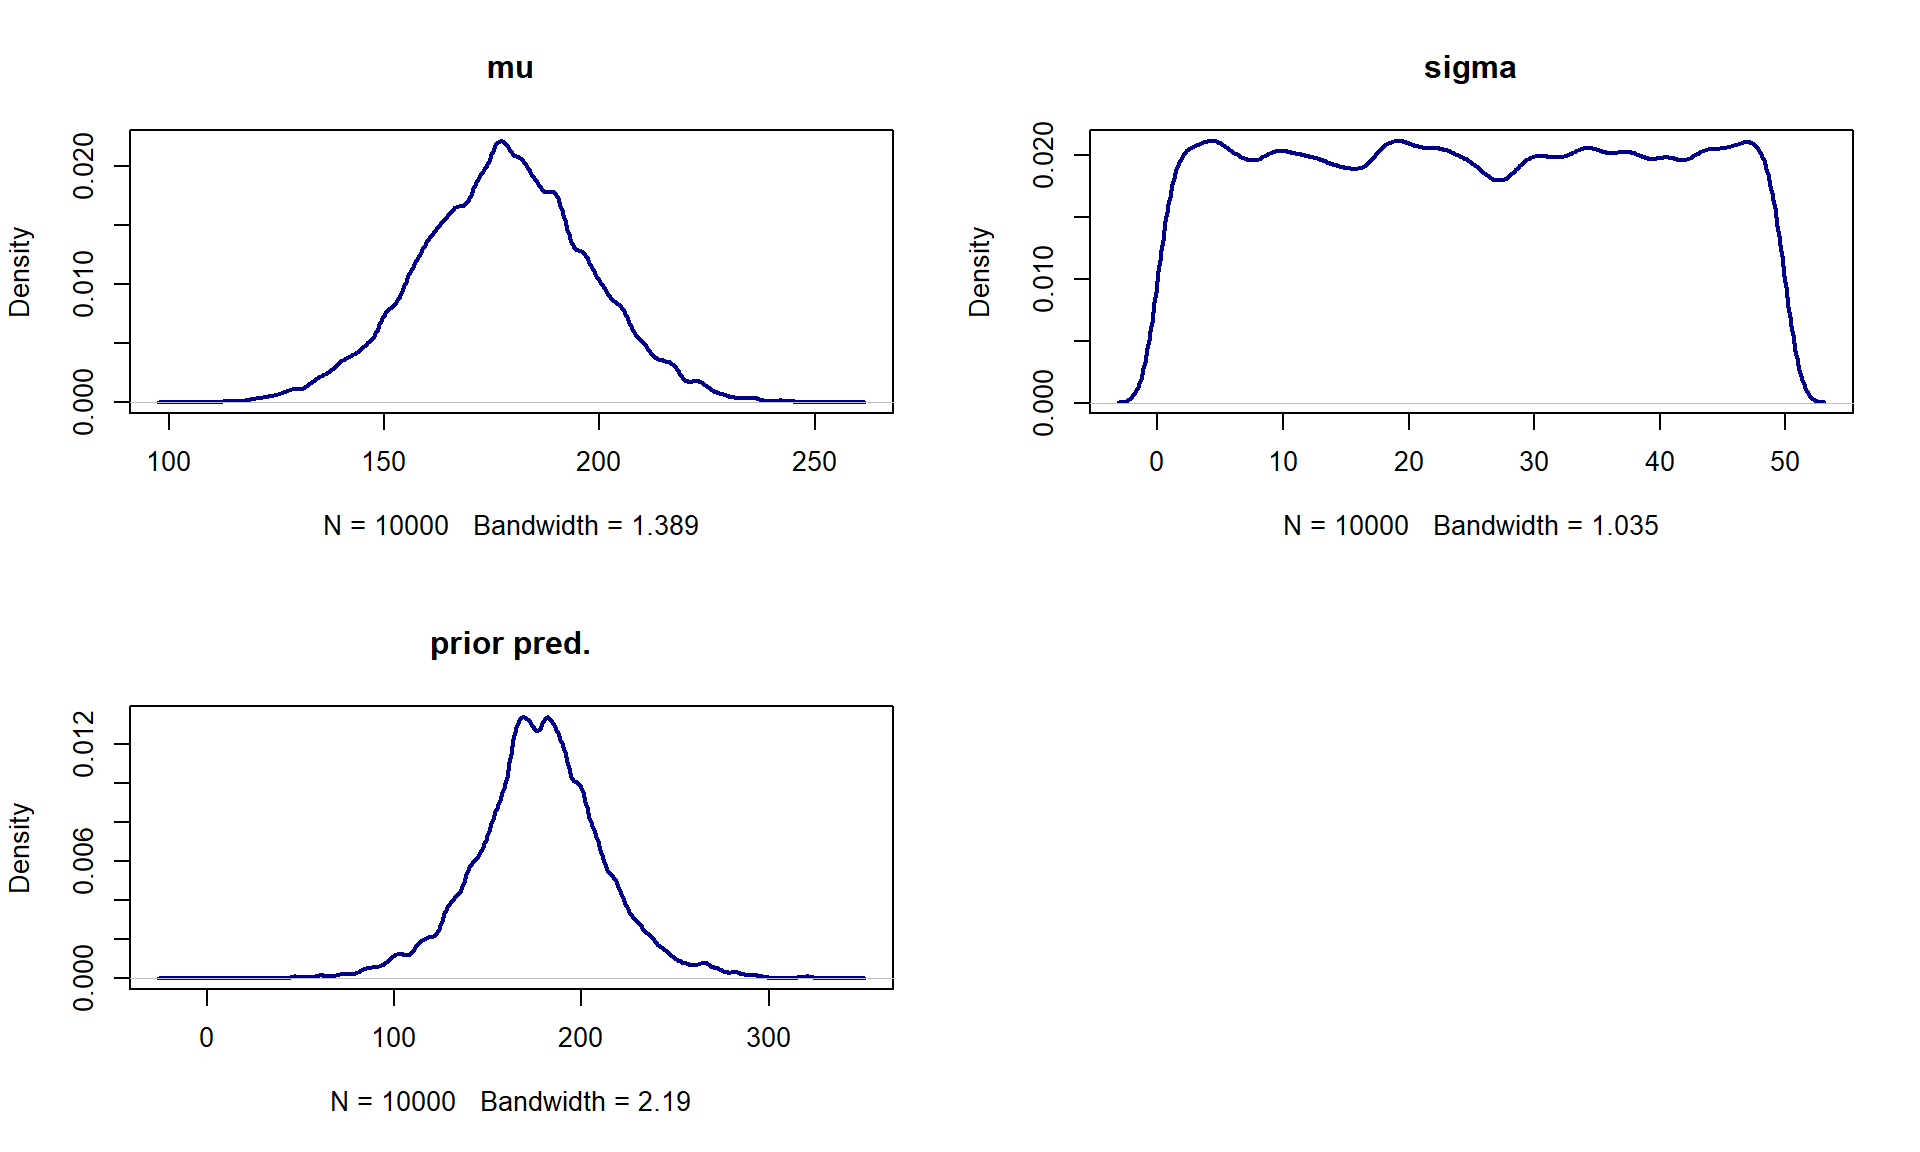 mu
Density
0.000 0.010 0.020
100 150 200 250
N = 10000 Bandwidth = 1.389
sigma
Density
0.000 0.010 0.020
0 10 20 30 40 50
N = 10000 Bandwidth = 1.035
prior pred.
Density
0.000 0.006 0.012
0 100 200 300
N = 10000 Bandwidth = 2.19